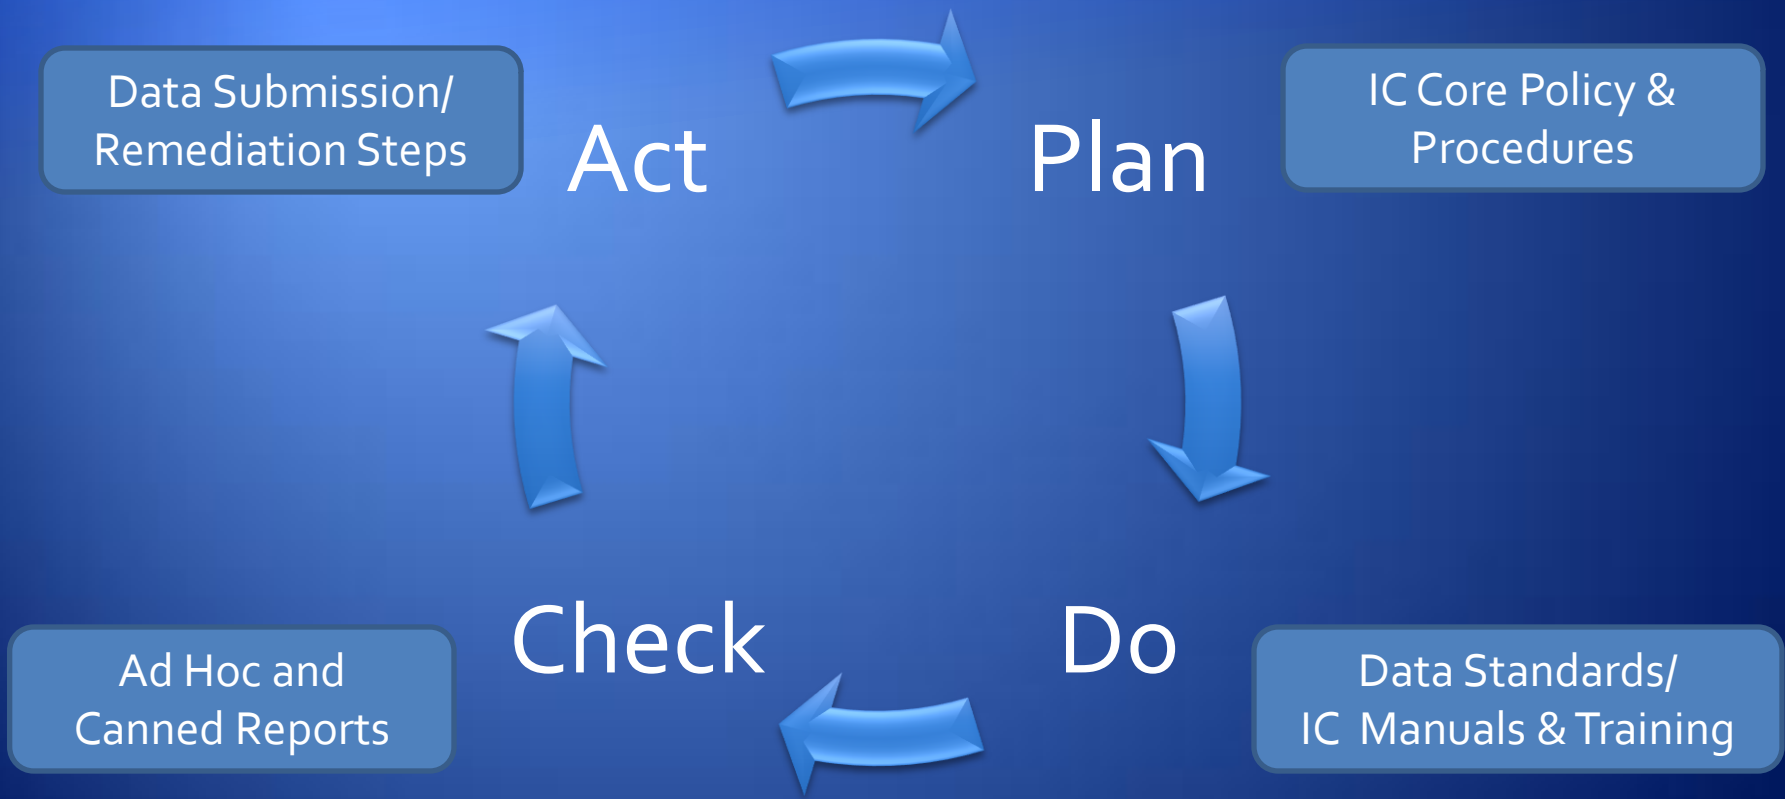 Data Submission/
Remediation Steps
Act
Plan
IC Core Policy &
Procedures
Check
Do
Ad Hoc and
Canned Reports
Data Standards/
IC Manuals & Training